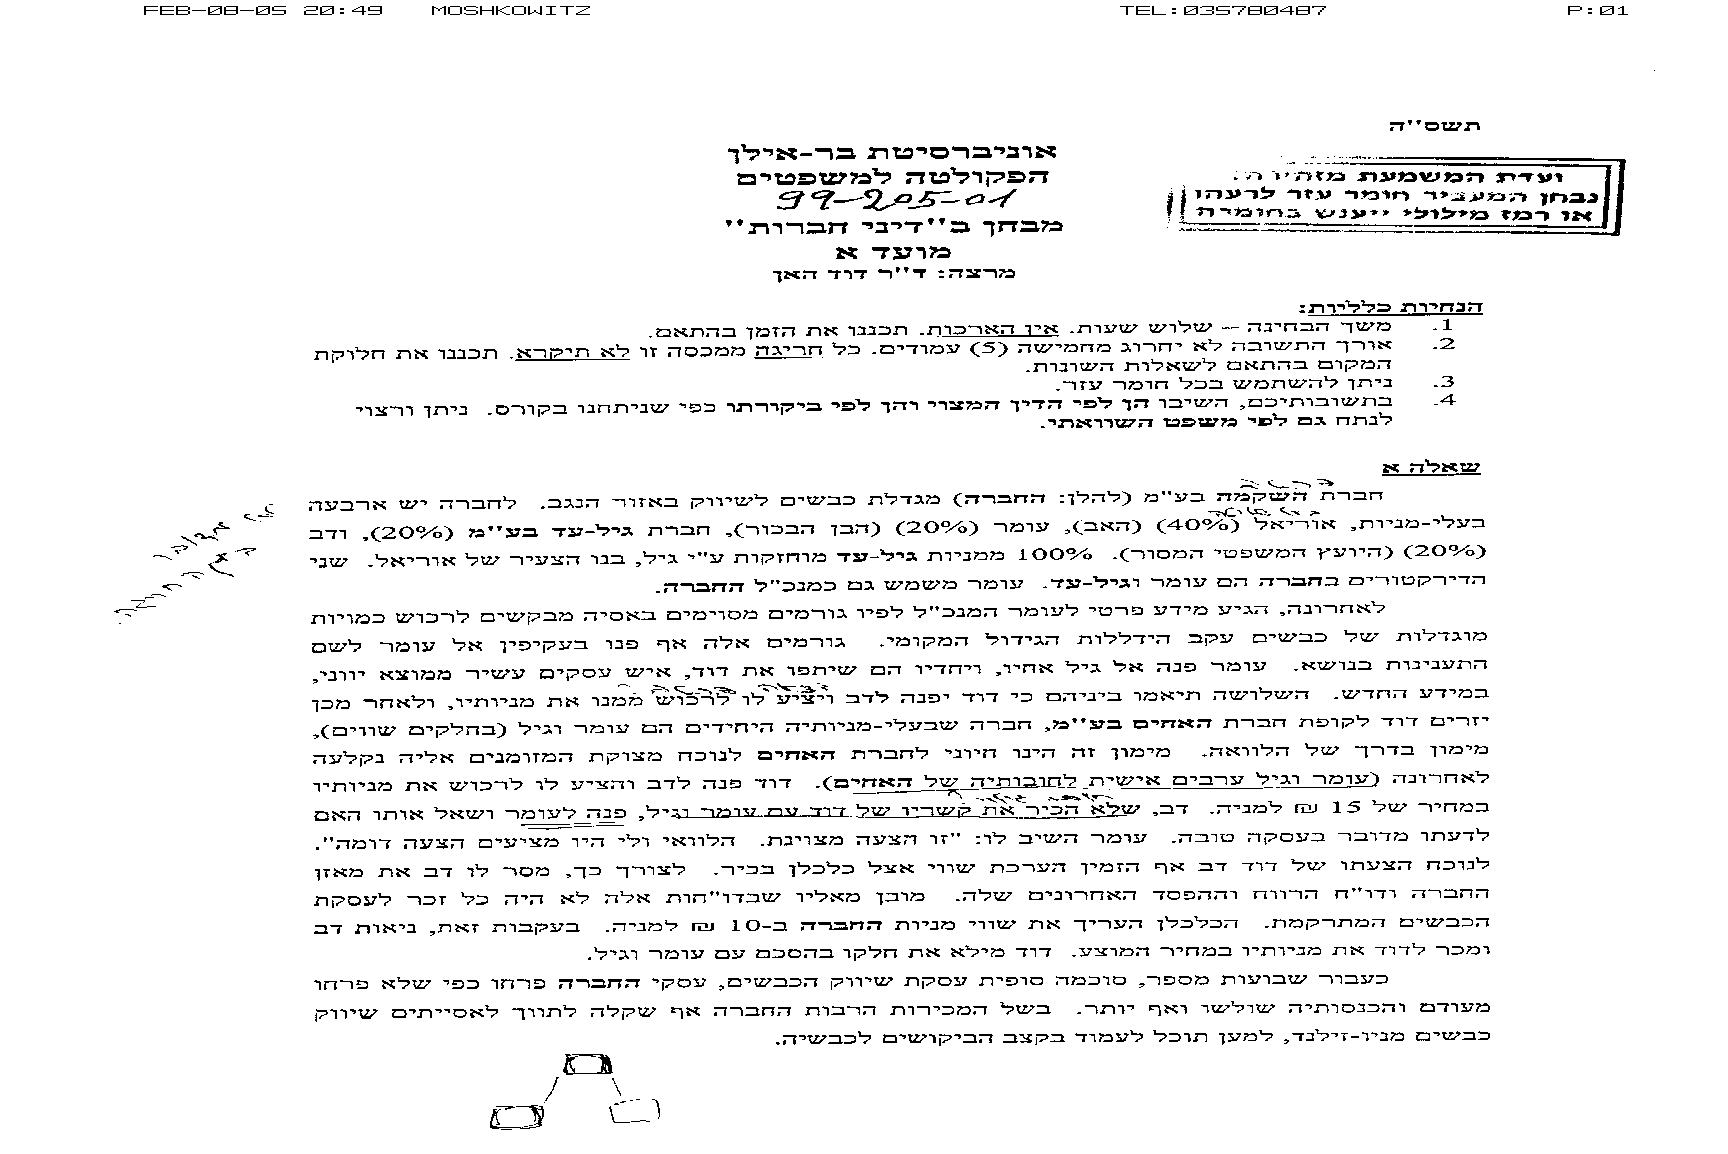 FEB-08-05 20:49 MOSHKOWITZ TEL:035780487 P:01
תשס"ה
אוניברסיטת בר-אילן
הפקולטה למשפטים
99-205-01
מבחן ב"דיני חברות"
מועד א
מרצה: ד"ר דוד האן
ועדת המשמעת מזהירה:
נבחן המעביר חומר עזר לרעהו
או רמז מילולי ייענש בחומרה
הנחיות כלליות:
1. משך הבחינה – שלוש שעות. אין הארכות. תכננו את הזמן בהתאם.
2. אורך התשובה לא יחרוג מחמישה (5) עמודים. כל חריגה ממכסה זו לא תיקרא. תכננו את חלוקת
המקום בהתאם לשאלות השונות.
3. ניתן להשתמש בכל חומר עזר.
4. בתשובותיכם, השיבו הן לפי הדין המצוי והן לפי ביקורתו כפי שניתחנו בקורס. ניתן ורצוי
לנתח גם לפי משפט השוואתי.
שאלה א
חברת השקמה בע"מ (להלן: החברה) מגדלת כבשים לשיווק באזור הנגב. לחברה יש ארבעה
בעלי-מניות, אוריאל (40%) (האב), עומר (20%) (הבן הבכור), חברת גיל-עד בע"מ (20%), ודב
(20%) (היועץ המשפטי המסור). 100% ממניות גיל-עד מוחזקות ע"י גיל, בנו הצעיר של אוריאל. שני
הדירקטורים בחברה הם עומר וגיל-עד. עומר משמש גם כמנכ"ל החברה.
לאחרונה, הגיע מידע פרטי לעומר המנכ"ל לפיו גורמים מסוימים באסיה מבקשים לרכוש כמויות
מוגדלות של כבשים עקב הידללות הגידול המקומי. גורמים אלה אף פנו בעקיפין אל עומר לשם
התענינות בנושא. עומר פנה אל גיל אחיו, ויחדיו הם שיתפו את דוד, איש עסקים עשיר ממוצא יווני,
במידע החדש. השלושה תיאמו ביניהם כי דוד יפנה לדב ויציע לו לרכוש ממנו את מניותיו, ולאחר מכן
יזרים דוד לקופת חברת האחים בע"מ, חברה שבעלי-מניותיה היחידים הם עומר וגיל (בחלקים שווים),
מימון בדרך של הלוואה. מימון זה הינו חיוני לחברת האחים לנוכח מצוקת המזומנים אליה נקלעה
לאחרונה (עומר וגיל ערבים אישית לחובותיה של האחים). דוד פנה לדב והציע לו לרכוש את מניותיו
במחיר של 15 ₪ למניה. דב, שלא הכיר את קשריו של דוד עם עומר וגיל, פנה לעומר ושאל אותו האם
לדעתו מדובר בעסקה טובה. עומר השיב לו: "זו הצעה מצוינת. הלוואי ולי היו מציעים הצעה דומה".
לנוכח הצעתו של דוד דב אף הזמין הערכת שווי אצל כלכלן בכיר. לצורך כך, מסר לו דב את מאזן
החברה ודו"ח הרווח וההפסד האחרונים שלה. מובן מאליו שבדו"חות אלה לא היה כל זכר לעסקת
הכבשים המתרקמת. הכלכלן העריך את שווי מניות החברה ב-10 ₪ למניה. בעקבות זאת, ניאות דב
ומכר לדוד את מניותיו במחיר המוצע. דוד מילא את חלקו בהסכם עם עומר וגיל.
כעבור שבועות מספר, סוכמה סופית עסקת שיווק הכבשים, עסקי החברה פרחו כפי שלא פרחו
מעודם והכנסותיה שולשו ואף יותר. בשל המכירות הרבות החברה אף שקלה לתווך לאסייתים שיווק
כבשים מניו-זילנד, למען תוכל לעמוד בקצב הביקושים לכבשיה.